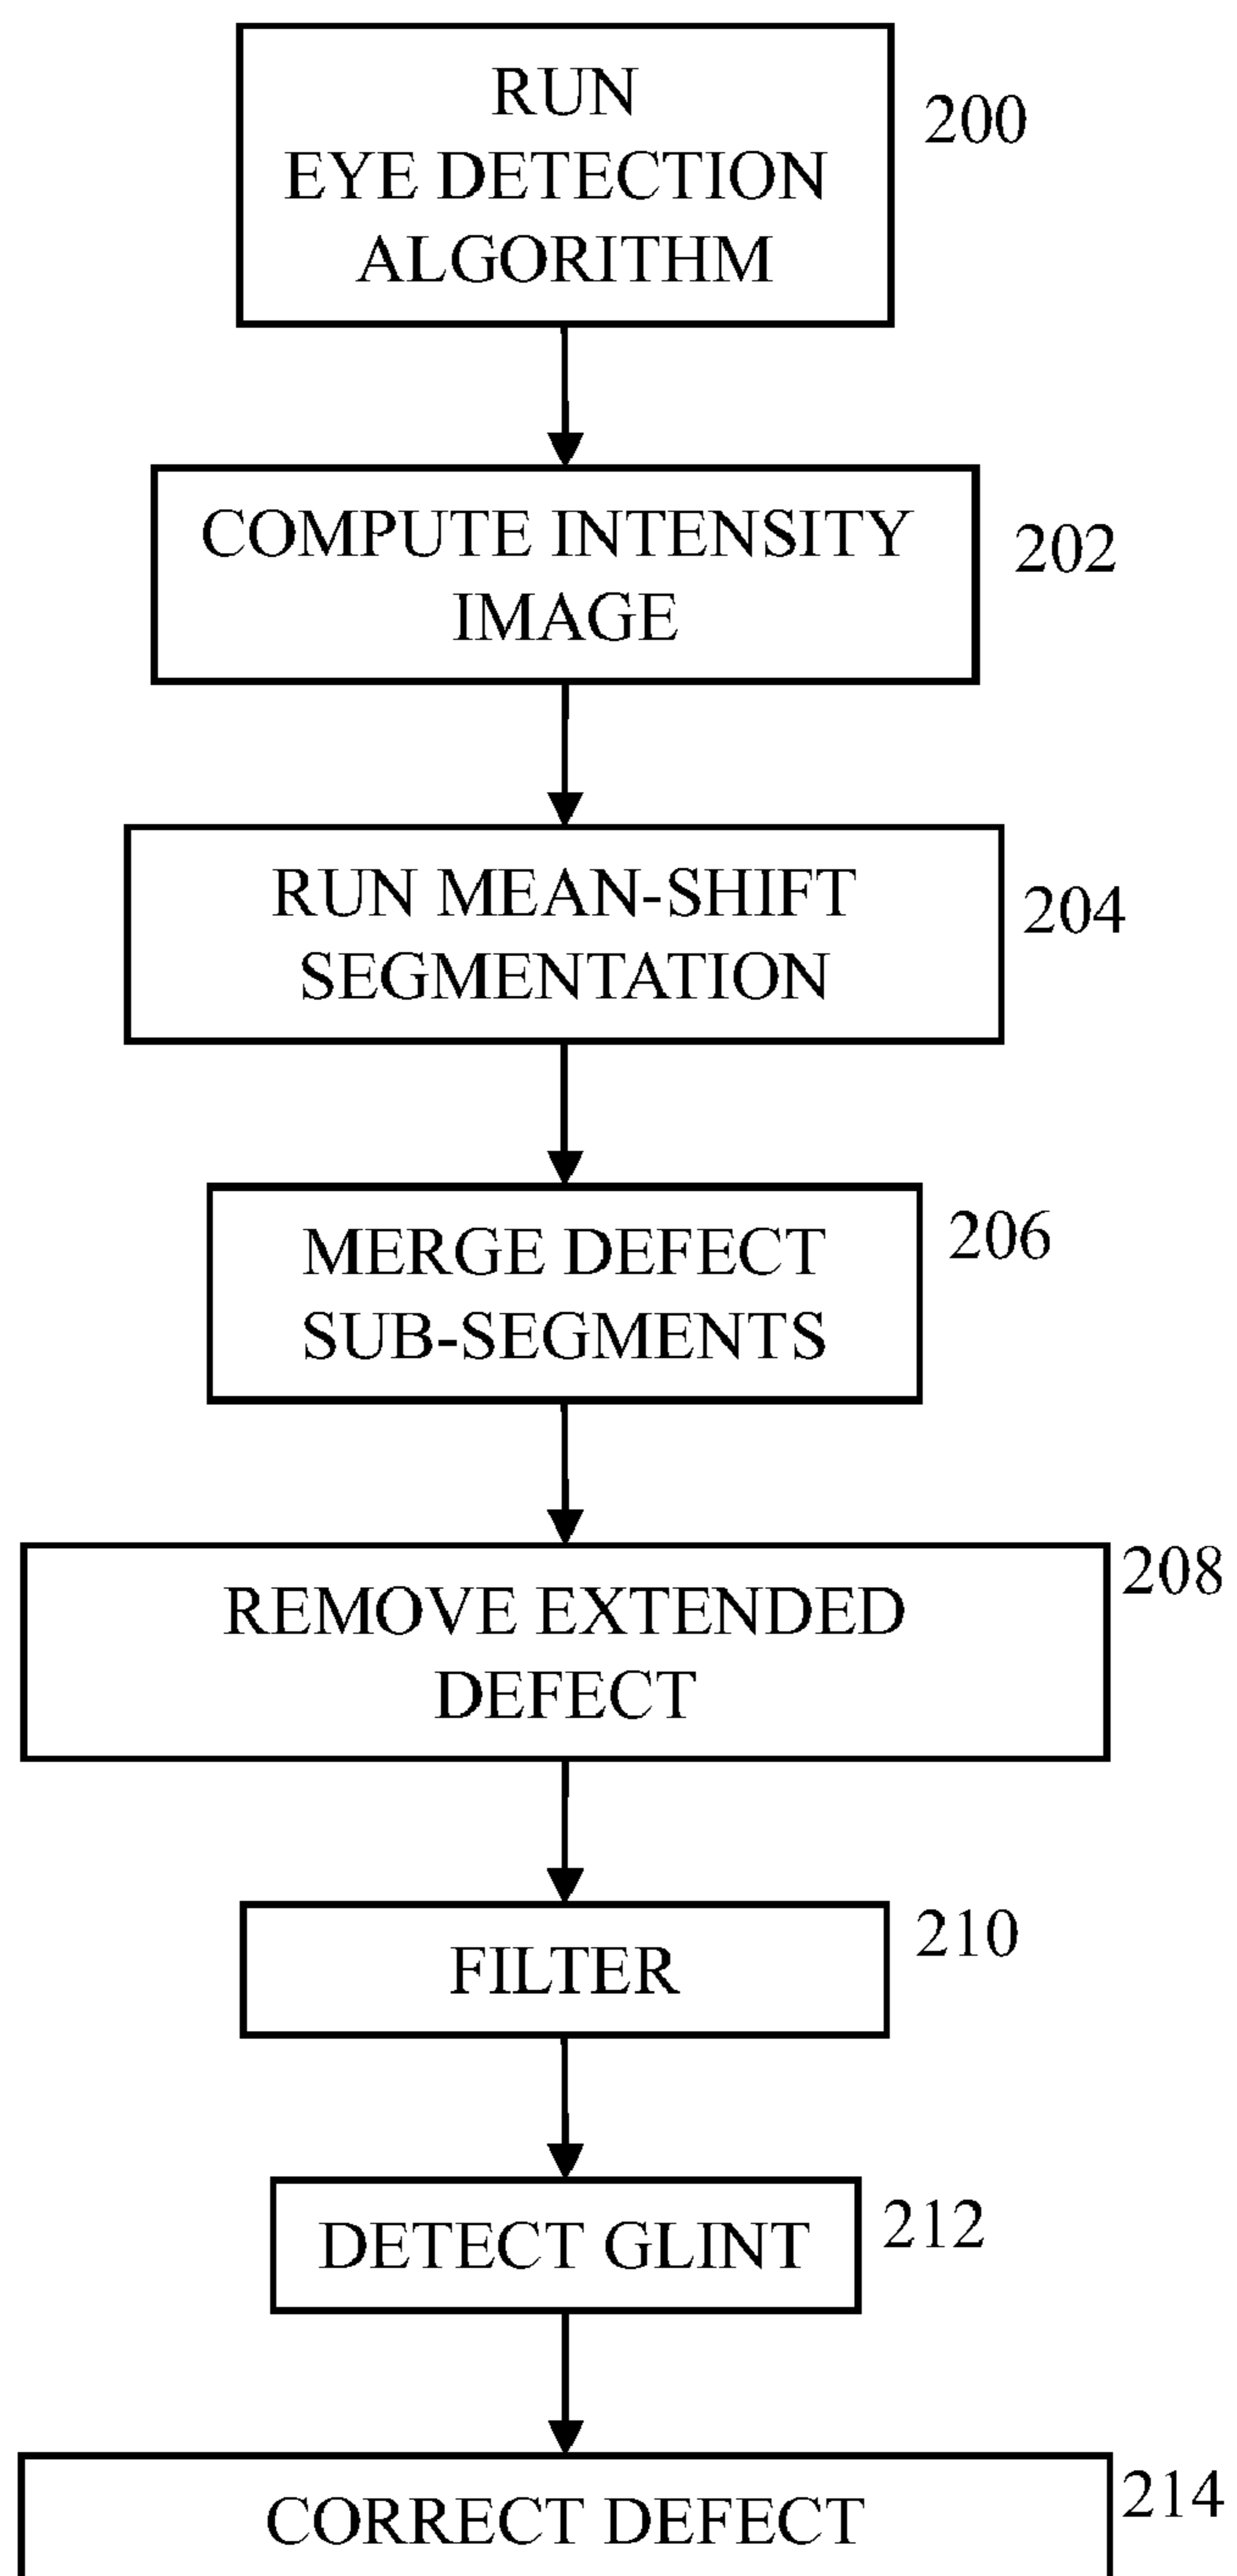 RUN
200
EYE DETECTION
ALGORITHM
COMPUTE INTENSITY
202
IMAGE
RUN MEAN-SHIFT
204
SEGMENTATION
206
MERGE DEFECT
SUB-SEGMENTS
208
REMOVE EXTENDED
DEFECT
210
FILTER
212
DETECT GLINT
214
CORRECT DEFECT